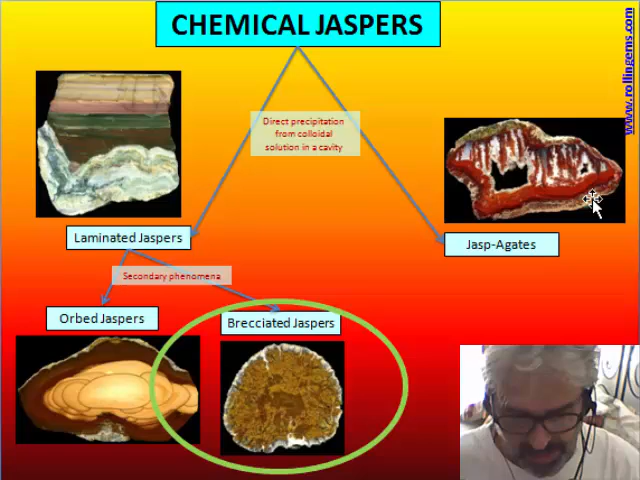 CHEMICAL JASPERS
www.rollingems.com
Direct precipitation
from colloidal
solution in a cavity
Laminated Jaspers
Jasp-Agates
Secondary phenomena
Orbed Jaspers
Brecciated Jaspers